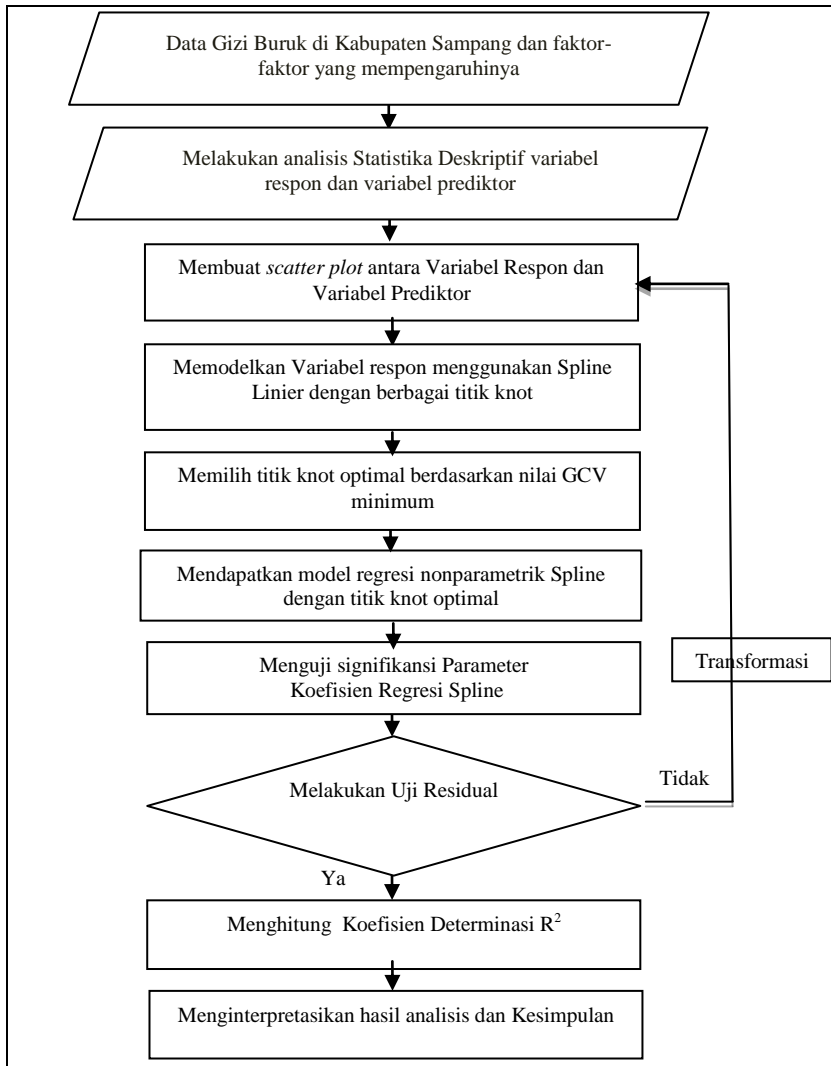 Data Gizi Buruk di Kabupaten Sampang dan faktor-
faktor yang mempengaruhinya
Melakukan analisis Statistika Deskriptif variabel
respon dan variabel prediktor
Membuat scatter plot antara Variabel Respon dan
Variabel Prediktor
Memodelkan Variabel respon menggunakan Spline
Linier dengan berbagai titik knot
Memilih titik knot optimal berdasarkan nilai GCV
minimum
Mendapatkan model regresi nonparametrik Spline
dengan titik knot optimal
Menguji signifikansi Parameter
Koefisien Regresi Spline
Transformasi
Melakukan Uji Residual
Tidak
Ya
Menghitung Koefisien Determinasi R²
Menginterpretasikan hasil analisis dan Kesimpulan